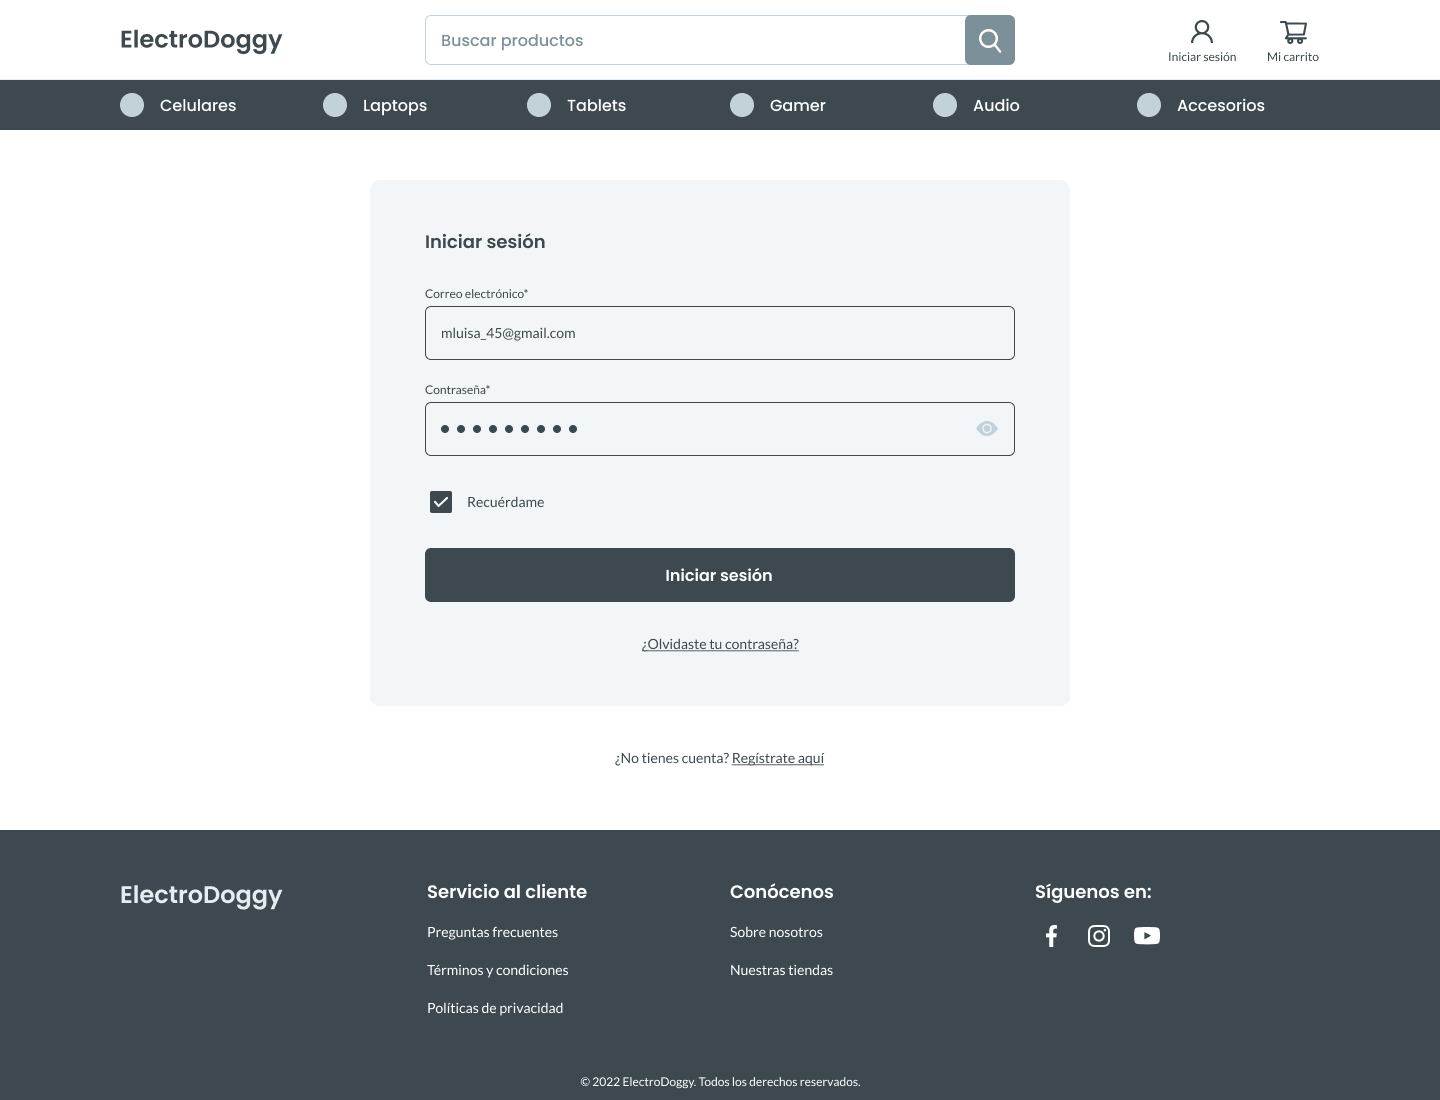 ElectroDoggy
Buscar productos
Iniciar sesión
Mi carrito
Celulares
Laptops
Tablets
Gamer
Audio
Accesorios
Iniciar sesión
Correo electrónico*
mluisa_45@gmail.com
Contraseña*
Recuérdame
Iniciar sesión
¿Olvidaste tu contraseña?
¿No tienes cuenta? Regístrate aquí
ElectroDoggy
Servicio al cliente
Preguntas frecuentes
Términos y condiciones
Políticas de privacidad
Conócenos
Sobre nosotros
Nuestras tiendas
Síguenos en:
© 2022 ElectroDoggy. Todos los derechos reservados.